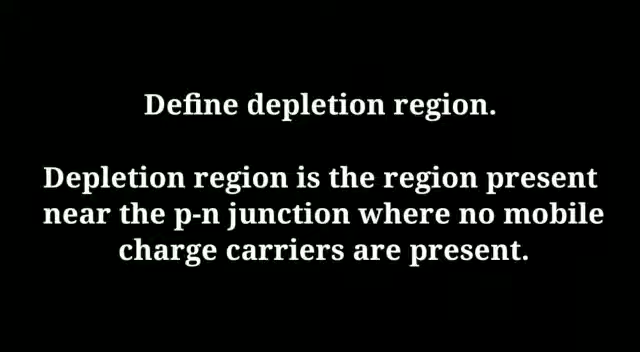 Define depletion region.
Depletion region is the region present
near the p-n junction where no mobile
charge carriers are present.